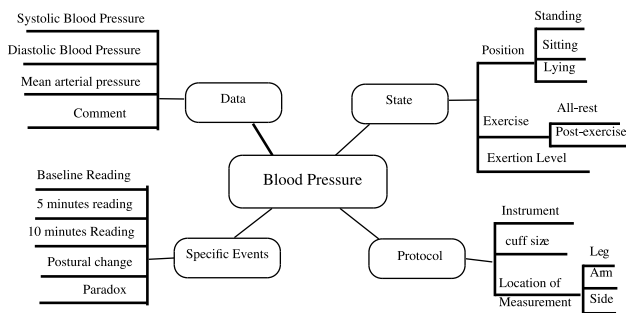 Systolic Blood Pressure
Diastolic Blood Pressure
Mean arterial pressure
Comment
Data
State
Position
Standing
Sitting
Lying
Exercise
All-rest
Post-exercise
Exertion Level
Blood Pressure
Baseline Reading
5 minutes reading
10 minutes Reading
Postural change
Paradox
Specific Events
Protocol
Instrument
cuff size
Location of
Measurement
Leg
Arm
Side